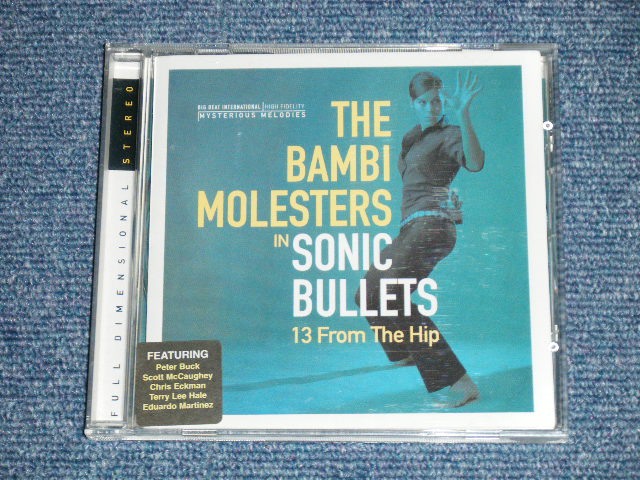 FULL DIMENSIONAL STEREO
BIG BEAT INTERNATIONAL HIGH FIDELITY
MYSTERIOUS MELODIES
THE
BAMBI
MOLESTERS
IN SONIC
BULLETS
13 From The Hip
FEATURING
Peter Buck
Scott McCaughey
Chris Eckman
Terry Lee Hale
Eduardo Martinez